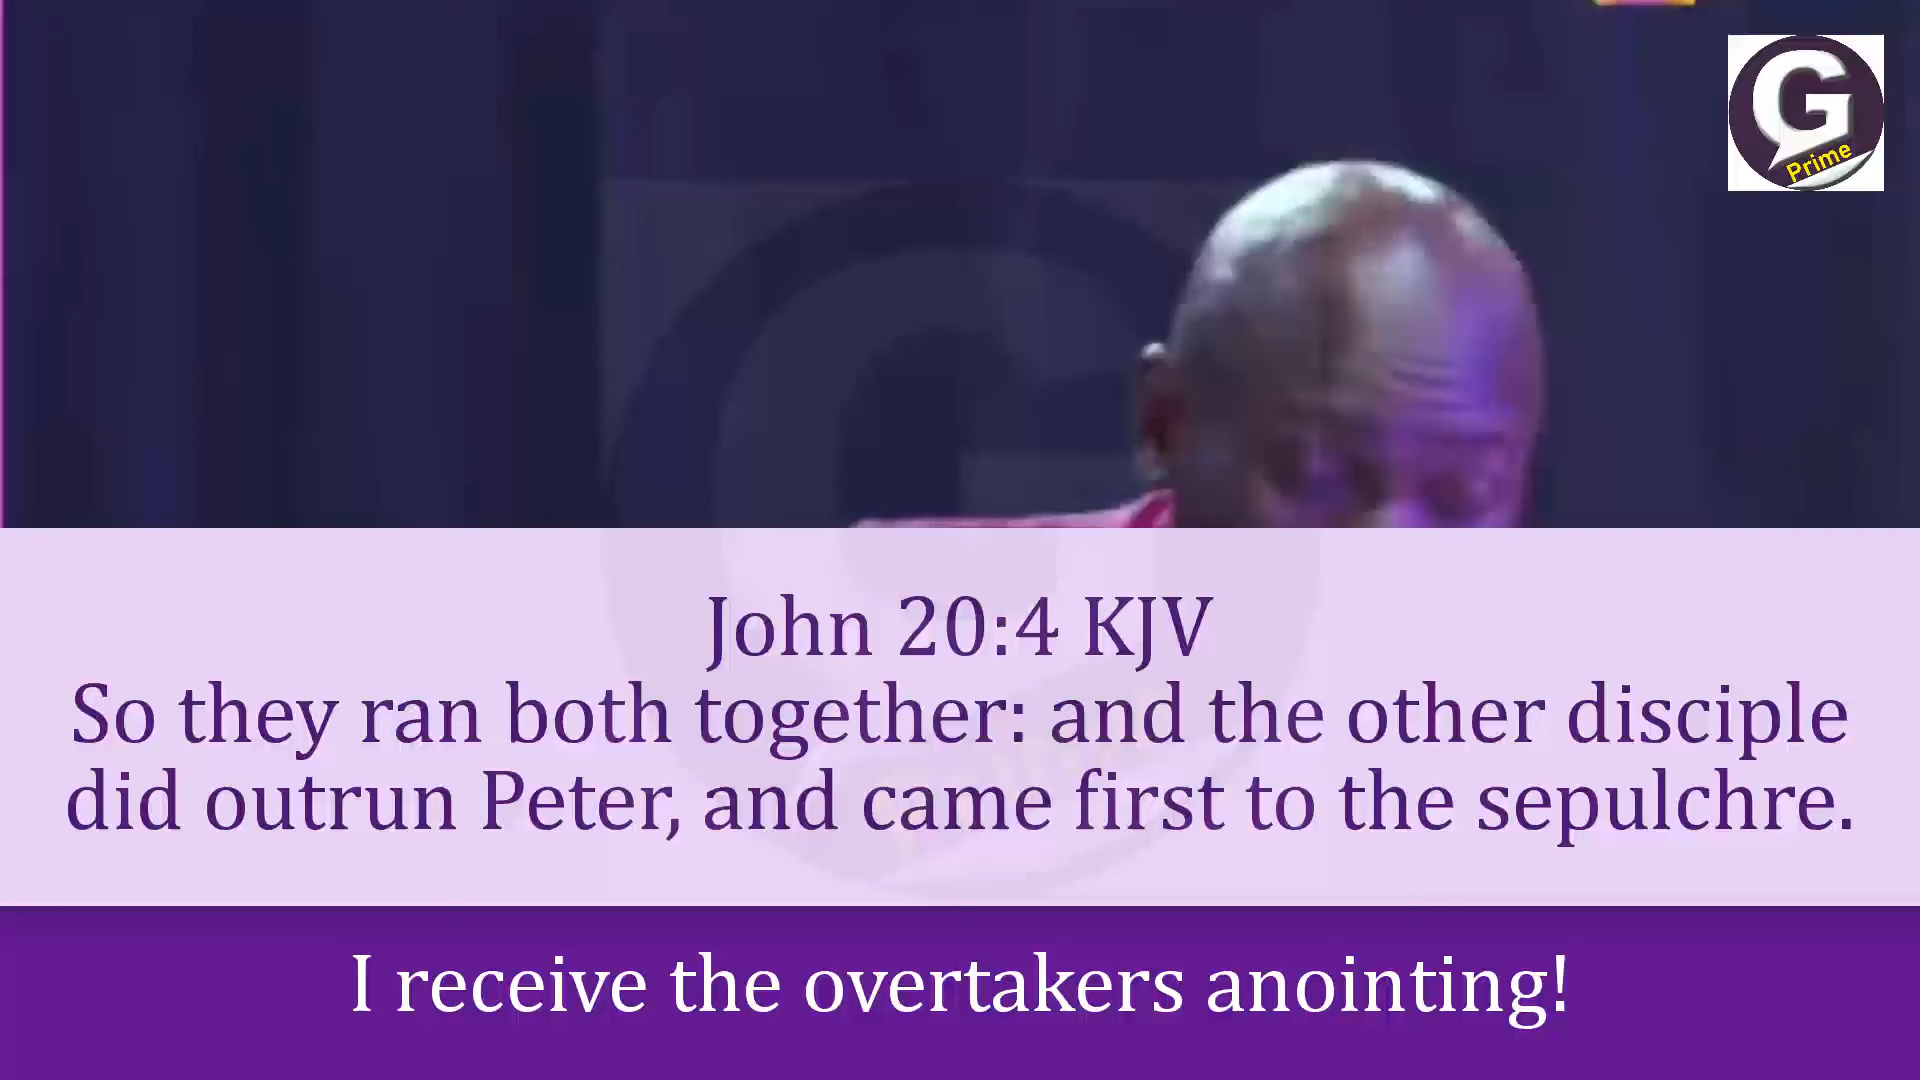 G
Prime
John 20:4 KJV
So they ran both together: and the other disciple
did outrun Peter, and came first to the sepulchre.
I receive the overtakers anointing!